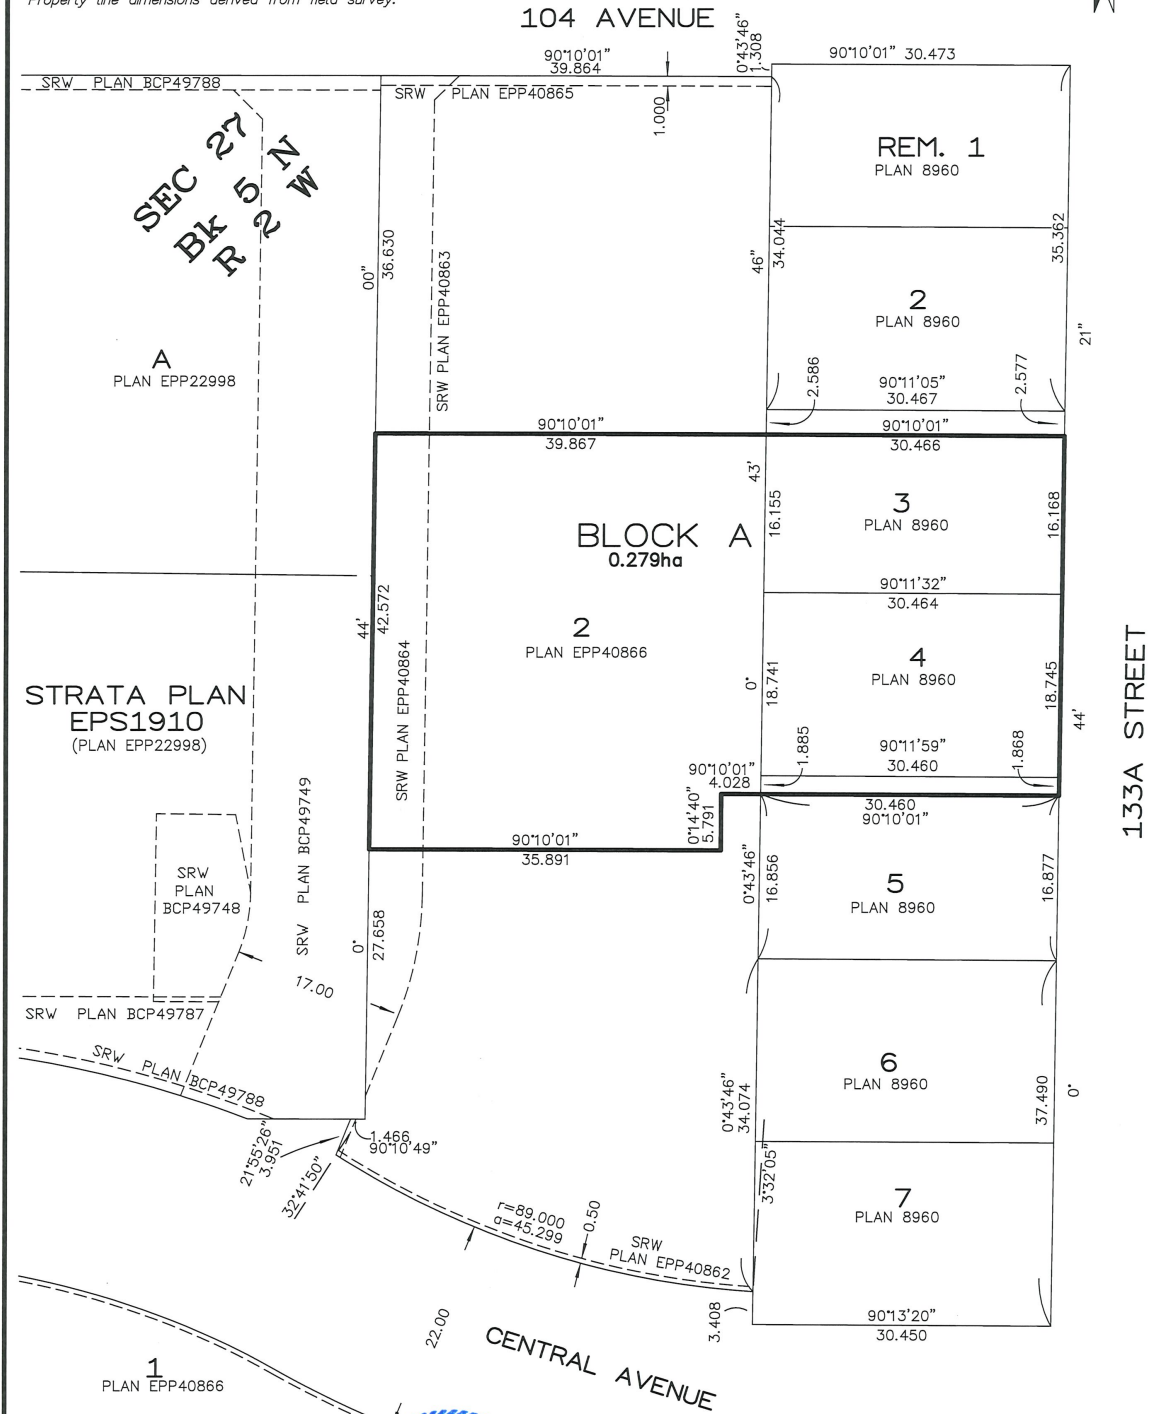 Property line dimensions derived from field survey.
104 AVENUE
90°10'01"
39.864
0°43'46"
1.308
90°10'01" 30.473
SRW PLAN BCP49788
SRW PLAN EPP40865
1.000
SEC 27
Bk 5 N
R 2 W
REM. 1
PLAN 8960
00"
36.630
SRW PLAN EPP40863
46"
34.044
35.362
2
PLAN 8960
21"
A
PLAN EPP22998
2.586
90°11'05"
30.467
2.577
90°10'01"
39.867
90°10'01"
30.466
43'
16.155
3
PLAN 8960
16.168
BLOCK A
0.279ha
90°11'32"
30.464
44'
42.572
2
PLAN EPP40866
SRW PLAN EPP40864
0°
18.741
4
PLAN 8960
18.745
44'
133A STREET
STRATA PLAN
EPS1910
(PLAN EPP22998)
90°11'59"
30.460
1.885
1.868
90°10'01"
4.028
0°14'40"
5.791
30.460
90°10'01"
90°10'01"
35.891
SRW PLAN BCP49749
SRW
PLAN
BCP49748
0°43'46"
16.856
5
PLAN 8960
16.877
0°
27.658
17.00
SRW PLAN BCP49787
SRW PLAN BCP49788
6
PLAN 8960
0°43'46"
34.074
37.490
0°
21°55'26"
3.951
1.466
90°10'49"
32°41'50"
3°32'05"
7
PLAN 8960
r=89.000
a=45.299
0.50
SRW
PLAN EPP40862
3.408
90°13'20"
30.450
22.00
CENTRAL AVENUE
1
PLAN EPP40866